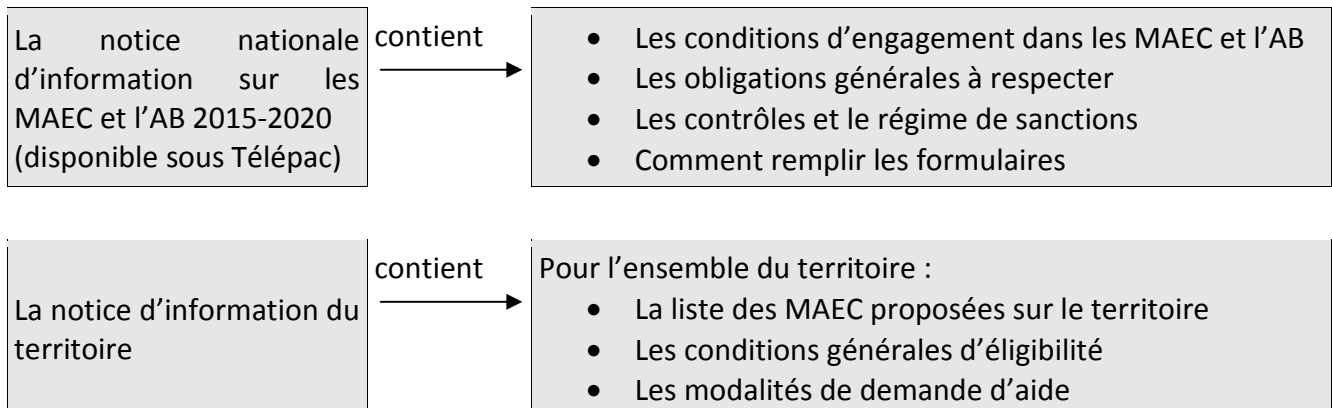 La notice nationale
d’information sur les
MAEC et l’AB 2015-2020
(disponible sous Télépac)
contient
• Les conditions d’engagement dans les MAEC et l’AB
• Les obligations générales à respecter
• Les contrôles et le régime de sanctions
• Comment remplir les formulaires
La notice d’information du
territoire
contient
Pour l’ensemble du territoire :
• La liste des MAEC proposées sur le territoire
• Les conditions générales d’éligibilité
• Les modalités de demande d’aide